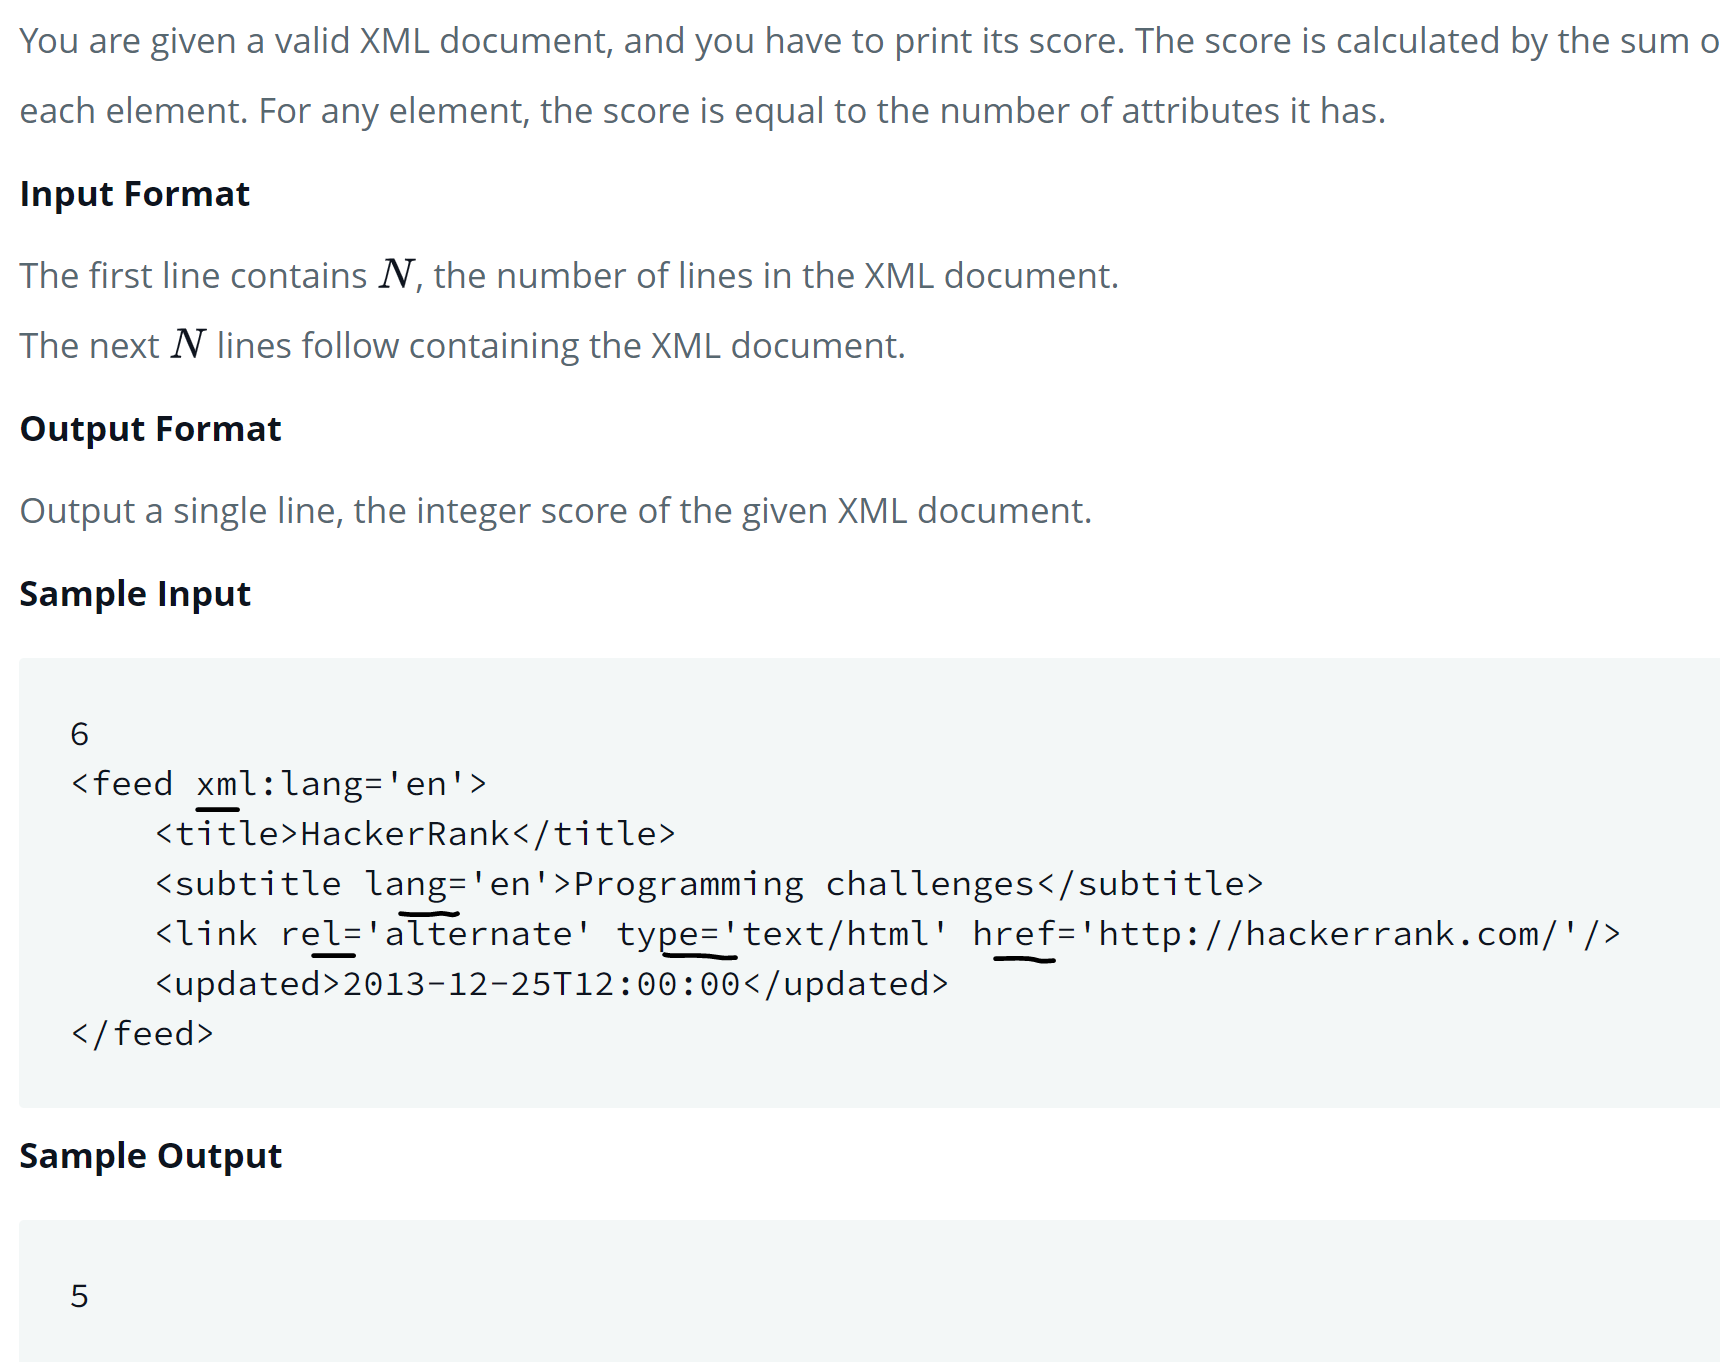 You are given a valid XML document, and you have to print its score. The score is calculated by the sum o
each element. For any element, the score is equal to the number of attributes it has.
Input Format
The first line contains N, the number of lines in the XML document.
The next N lines follow containing the XML document.
Output Format
Output a single line, the integer score of the given XML document.
Sample Input
6
<feed xml:lang='en'>
    <title>HackerRank</title>
    <subtitle lang='en'>Programming challenges</subtitle>
    <link rel='alternate' type='text/html' href='http://hackerrank.com/'/>
    <updated>2013-12-25T12:00:00</updated>
</feed>
Sample Output
5